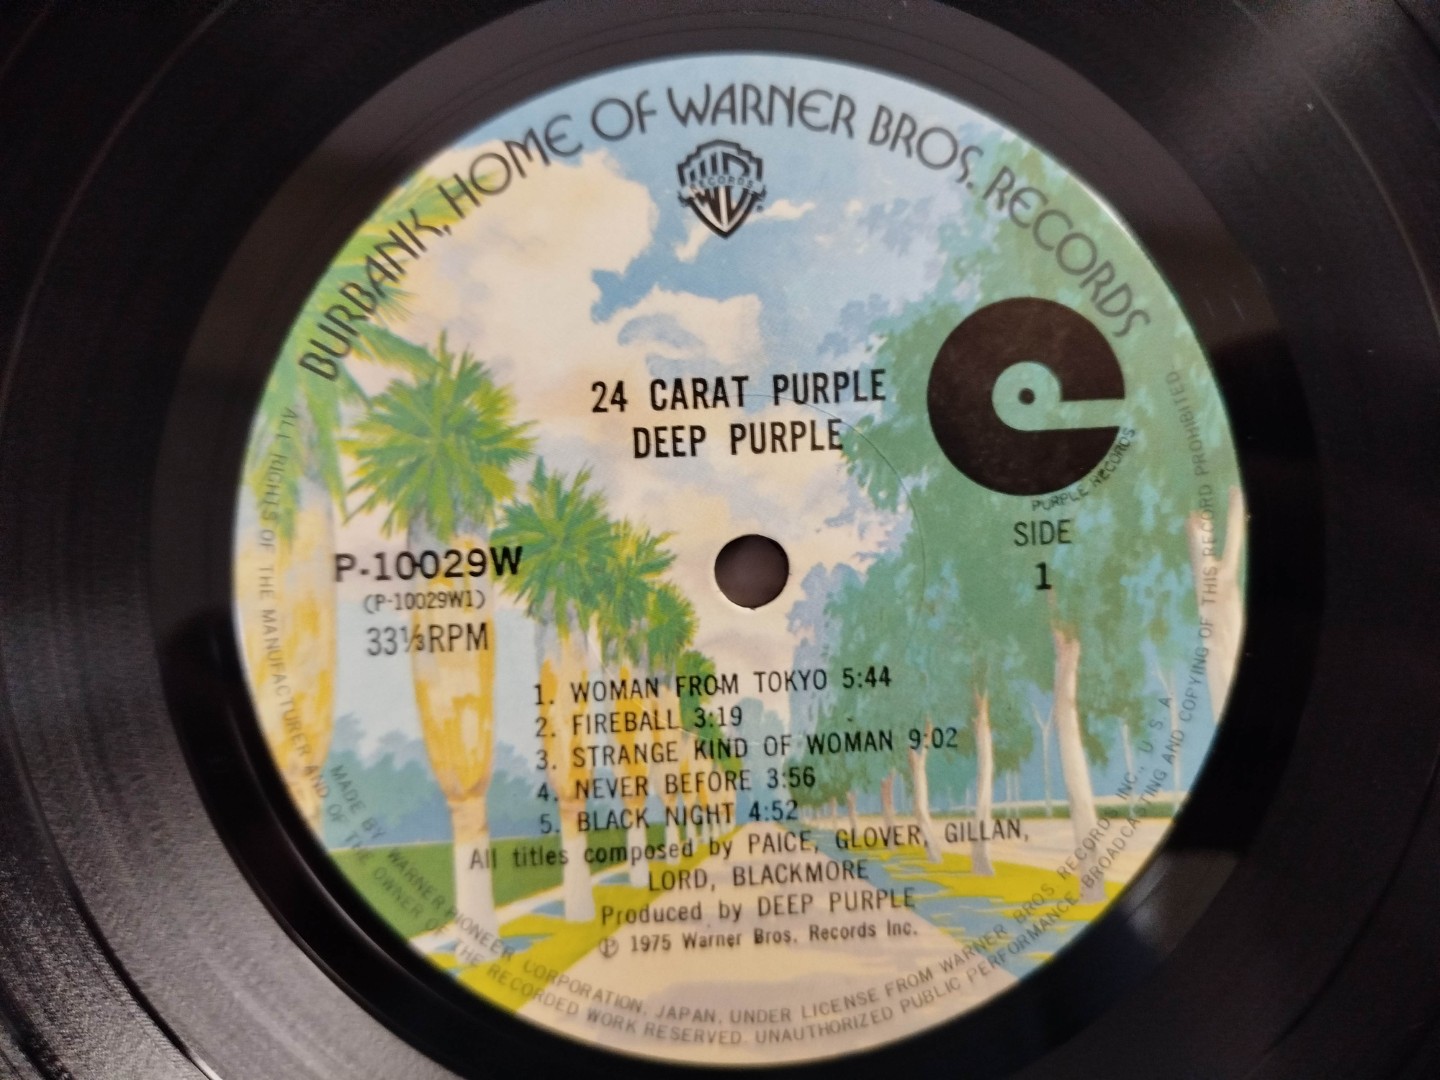 BURBANK, HOME OF WARNER BROS. RECORDS
RECORDS
24 CARAT PURPLE
DEEP PURPLE
PURPLE RECORDS
SIDE
1
P-10029W
(P-10029W1)
33⅓RPM
1. WOMAN FROM TOKYO 5:44
2. FIREBALL 3:19
3. STRANGE KIND OF WOMAN 9:02
4. NEVER BEFORE 3:56
5. BLACK NIGHT 4:52
All titles composed by PAICE, GLOVER, GILLAN,
LORD, BLACKMORE
Produced by DEEP PURPLE
Ⓟ 1975 Warner Bros. Records Inc.
MADE BY WARNER-PIONEER CORPORATION, JAPAN, UNDER LICENSE FROM WARNER BROS RECORDS INC., U S A
ALL RIGHTS OF THE MANUFACTURER AND OF THE OWNER OF THE RECORDED WORK RESERVED. UNAUTHORIZED PUBLIC PERFORMANCE, BROADCASTING AND COPYING OF THIS RECORD PROHIBITED